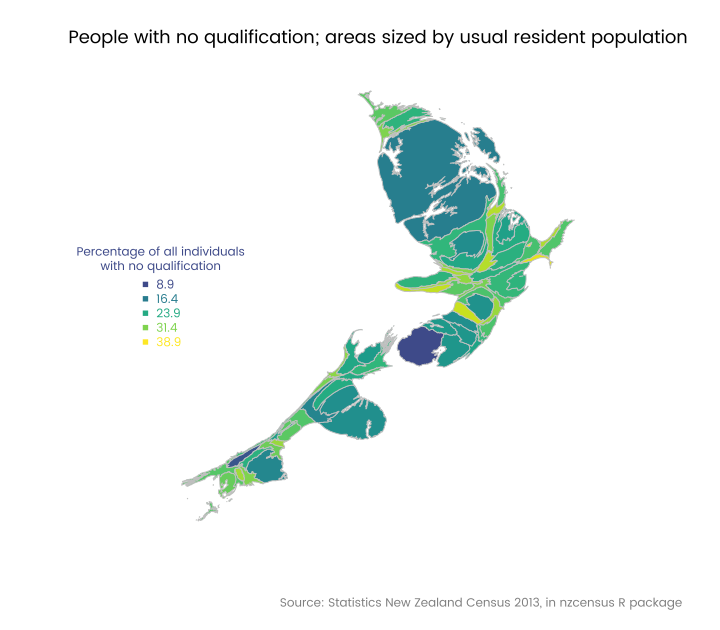 People with no qualification; areas sized by usual resident population
Percentage of all individuals
with no qualification
8.9
16.4
23.9
31.4
38.9
Source: Statistics New Zealand Census 2013, in nzcensus R package